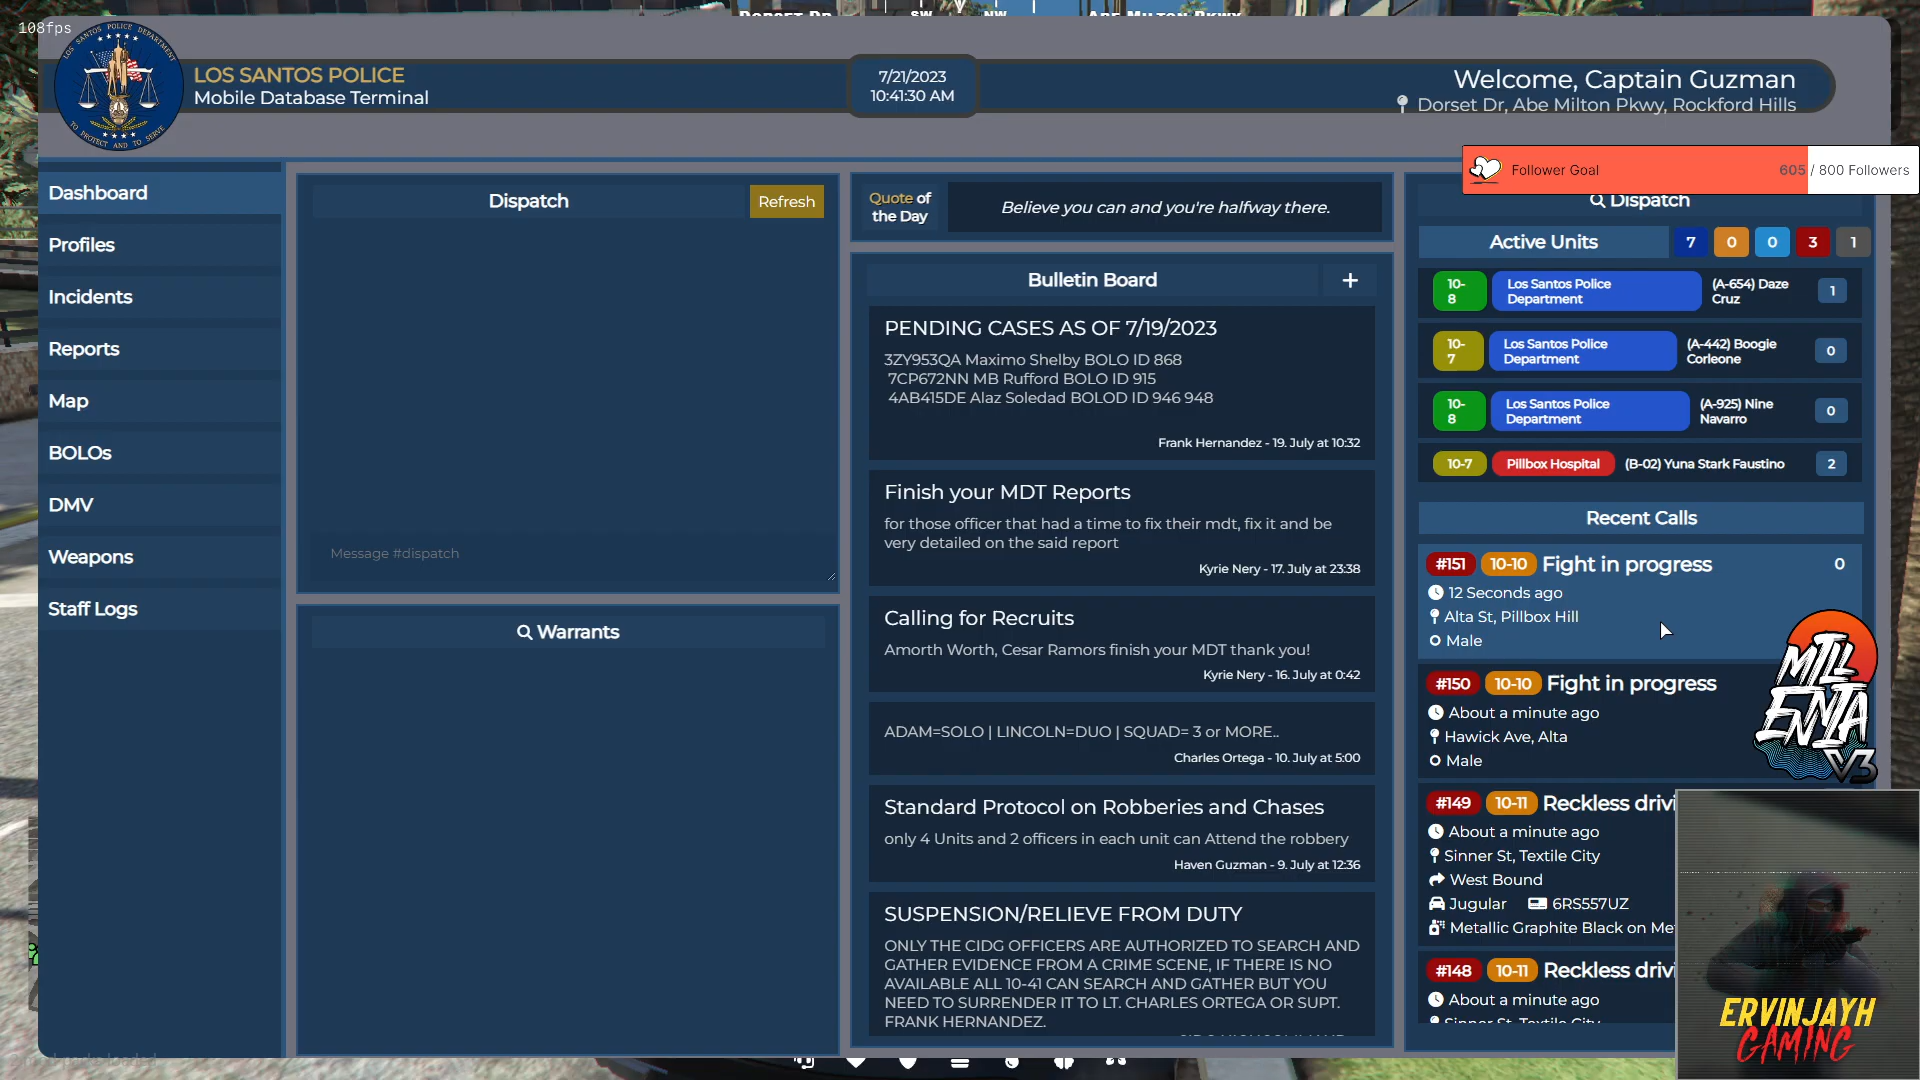 108fps
LOS SANTOS POLICE
Mobile Database Terminal
7/21/2023
10:41:30 AM
Welcome, Captain Guzman
Dorset Dr, Abe Milton Pkwy, Rockford Hills
Follower Goal
605 / 800 Followers
Dashboard
Profiles
Incidents
Reports
Map
BOLOs
DMV
Weapons
Staff Logs
Dispatch
Refresh
Message #dispatch
Warrants
Quote of
the Day
Believe you can and you're halfway there.
Bulletin Board
+
PENDING CASES AS OF 7/19/2023
3ZY953QA Maximo Shelby BOLO ID 868
7CP672NN MB Rufford BOLO ID 915
4AB415DE Alaz Soledad BOLOD ID 946 948
Frank Hernandez - 19. July at 10:32
Finish your MDT Reports
for those officer that had a time to fix their mdt, fix it and be
very detailed on the said report
Kyrie Nery - 17. July at 23:38
Calling for Recruits
Amorth Worth, Cesar Ramors finish your MDT thank you!
Kyrie Nery - 16. July at 0:42
ADAM=SOLO | LINCOLN=DUO | SQUAD= 3 or MORE..
Charles Ortega - 10. July at 5:00
Standard Protocol on Robberies and Chases
only 4 Units and 2 officers in each unit can Attend the robbery
Haven Guzman - 9. July at 12:36
SUSPENSION/RELIEVE FROM DUTY
ONLY THE CIDG OFFICERS ARE AUTHORIZED TO SEARCH AND
GATHER EVIDENCE FROM A CRIME SCENE, IF THERE IS NO
AVAILABLE ALL 10-41 CAN SEARCH AND GATHER BUT YOU
NEED TO SURRENDER IT TO LT. CHARLES ORTEGA OR SUPT.
FRANK HERNANDEZ.
Dispatch
Active Units
7 0 0 3 1
10-8 Los Santos Police Department (A-654) Daze Cruz 1
10-7 Los Santos Police Department (A-442) Boogie Corleone 0
10-8 Los Santos Police Department (A-925) Nine Navarro 0
10-7 Pillbox Hospital (B-02) Yuna Stark Faustino 2
Recent Calls
#151 10-10 Fight in progress 0
12 Seconds ago
Alta St, Pillbox Hill
Male
#150 10-10 Fight in progress
About a minute ago
Hawick Ave, Alta
Male
#149 10-11 Reckless drivi
About a minute ago
Sinner St, Textile City
West Bound
Jugular 6RS557UZ
Metallic Graphite Black on Me
#148 10-11 Reckless drivi
About a minute ago
Sinner St, Textile City
MILLENNIA
V3
ERVINJAYH
GAMING